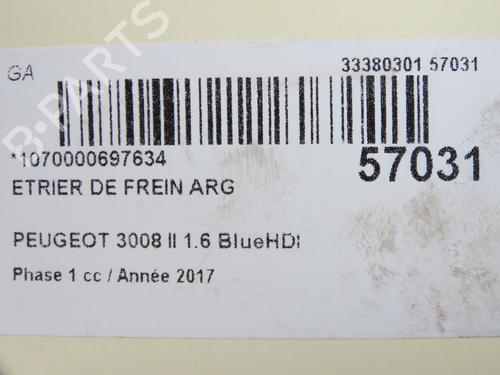 GA
33380301 57031
*1070000697634
57031
ETRIER DE FREIN ARG
PEUGEOT 3008 II 1.6 BlueHDi
Phase 1 cc / Année 2017
B-PARTS